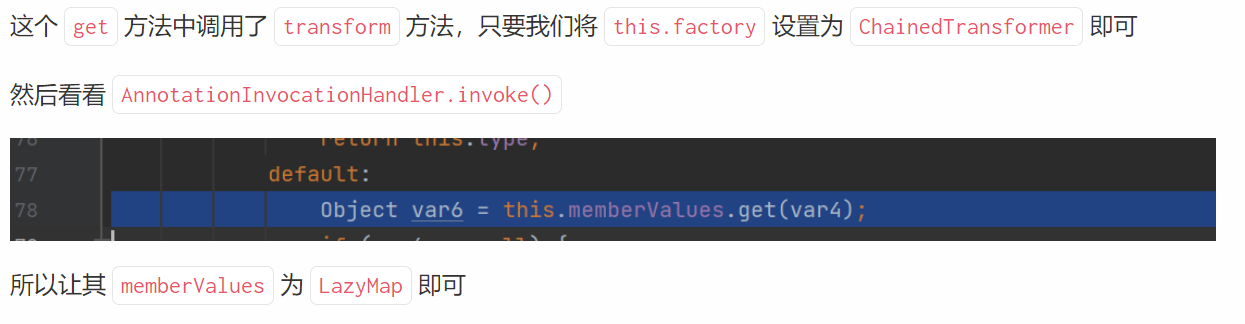 这个 get 方法中调用了 transform 方法，只要我们将 this.factory 设置为 ChainedTransformer 即可
然后看看 AnnotationInvocationHandler.invoke()
return this.type;
77 default:
78 Object var6 = this.memberValues.get(var4);
所以让其 memberValues 为 LazyMap 即可